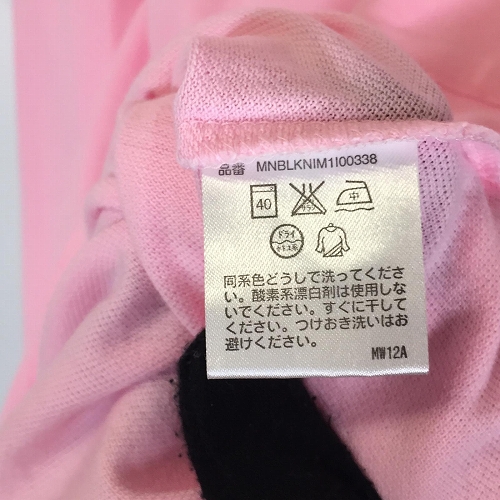 品番 MNBLKNIM1I00338
40 中
ドライ
同系色どうしで洗ってくださ
い。酸素系漂白剤は使用しな
いでください。すぐに干して
ください。つけおき洗いはお
避けください。
MW12A